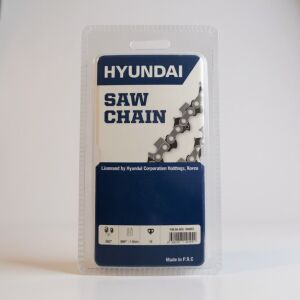 HYUNDAI
SAW
CHAIN
Licensed by Hyundai Corporation Holdings, Korea
Made in P.R.C